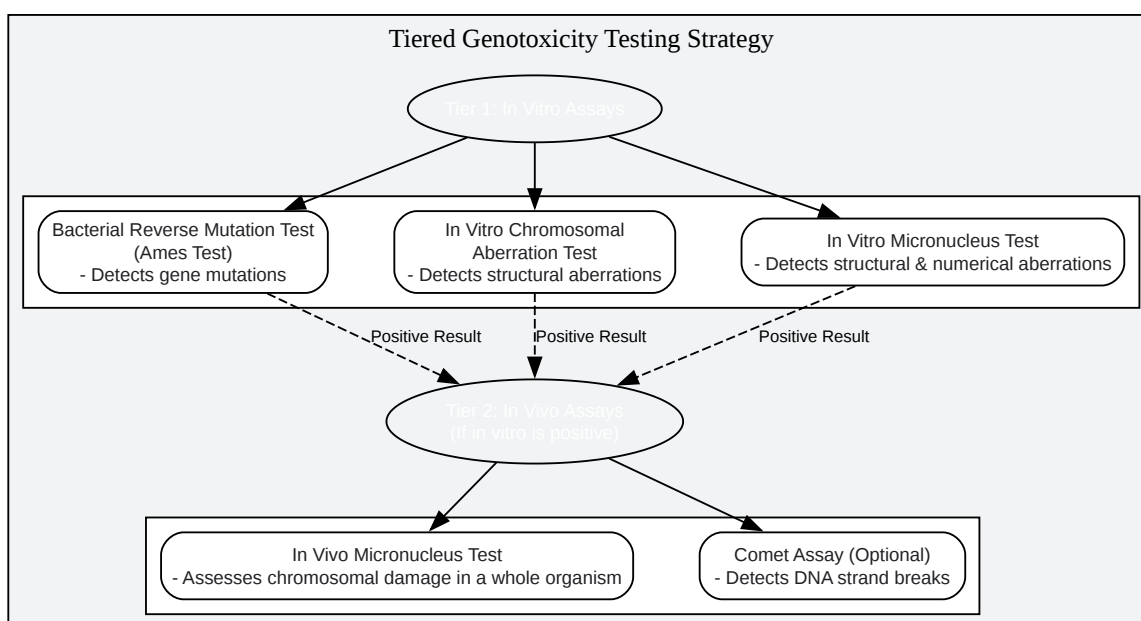 Tiered Genotoxicity Testing Strategy
Tier 1: In Vitro Assays
Bacterial Reverse Mutation Test
(Ames Test)
- Detects gene mutations
In Vitro Chromosomal
Aberration Test
- Detects structural aberrations
In Vitro Micronucleus Test
- Detects structural & numerical aberrations
Positive Result
Positive Result
Positive Result
Tier 2: In Vivo Assays
(If in vitro is positive)
In Vivo Micronucleus Test
- Assesses chromosomal damage in a whole organism
Comet Assay (Optional)
- Detects DNA strand breaks